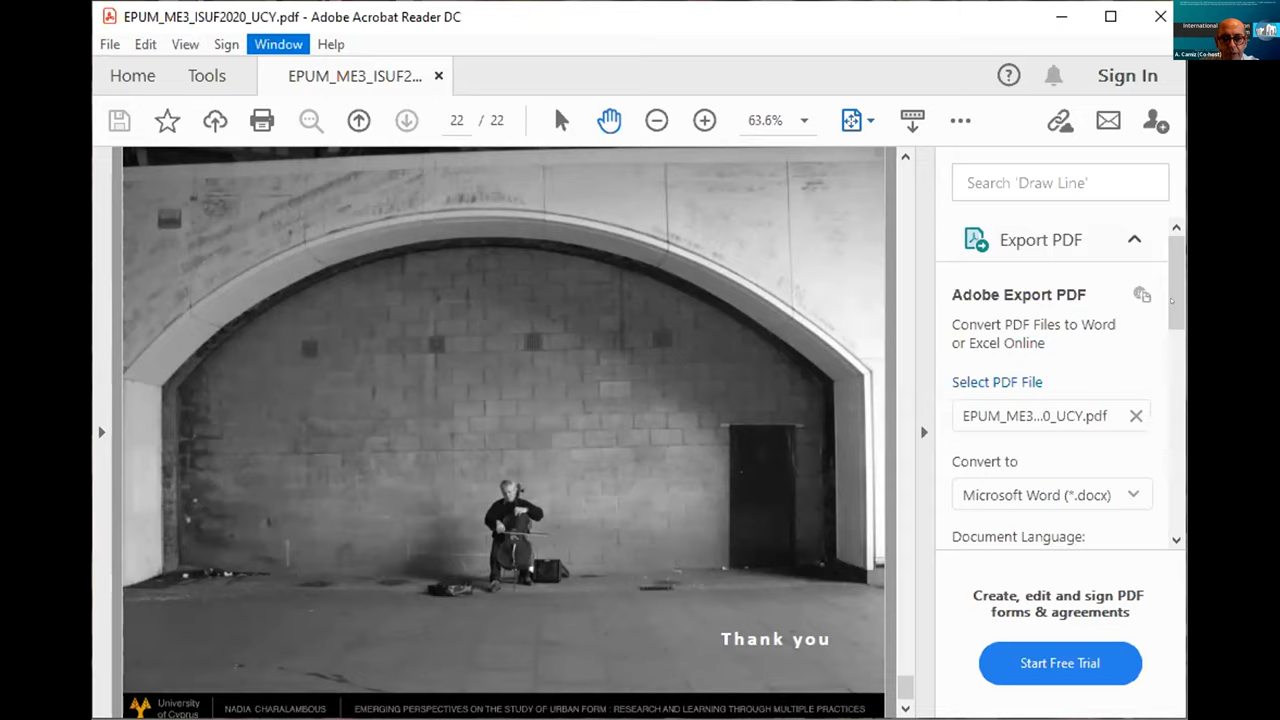 EPUM_ME3_ISUF2020_UCY.pdf - Adobe Acrobat Reader DC
File Edit View Sign Window Help
Home Tools EPUM_ME3_ISUF2... Sign In
22 / 22 63.6%
Search 'Draw Line'
Export PDF
Adobe Export PDF
Convert PDF Files to Word
or Excel Online
Select PDF File
EPUM_ME3...0_UCY.pdf
Convert to
Microsoft Word (*.docx)
Document Language:
Create, edit and sign PDF
forms & agreements
Start Free Trial
Thank you
University
of Cyprus
NADIA CHARALAMBOUS
EMERGING PERSPECTIVES ON THE STUDY OF URBAN FORM : RESEARCH AND LEARNING THROUGH MULTIPLE PRACTICES
International
A. Camiz (Co-host)